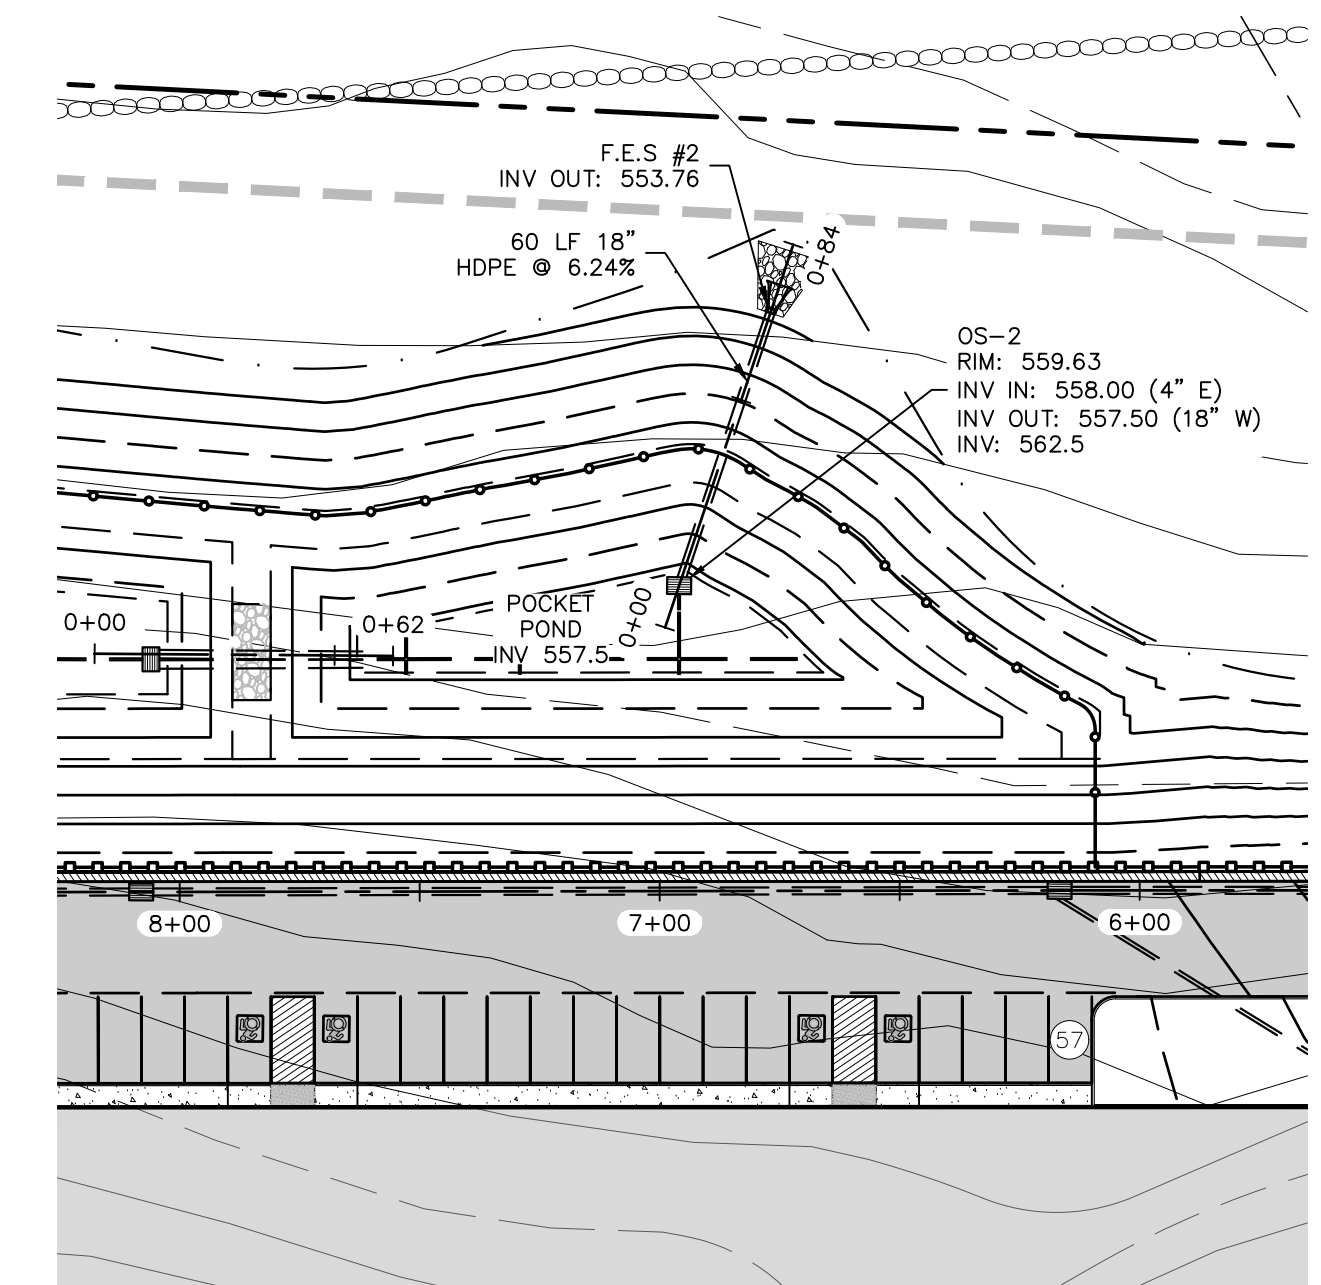 F.E.S #2
INV OUT: 553.76
60 LF 18"
HDPE @ 6.24%
0+84
OS-2
RIM: 559.63
INV IN: 558.00 (4" E)
INV OUT: 557.50 (18" W)
INV: 562.5
0+00
0+62
POCKET
POND
INV 557.5
0+00
8+00
7+00
6+00
57